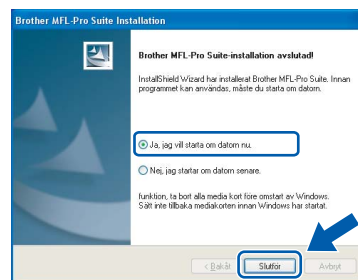 Brother MFL-Pro Suite Installation
Brother MFL-Pro Suite-installation avslutad!
InstallShield Wizard har installerat Brother MFL-Pro Suite. Innan
programmet kan användas, måste du starta om datorn.
Ja, jag vill starta om datorn nu.
Nej, jag startar om datorn senare.
funktion, ta bort alla media kort före omstart av Windows.
Sätt inte tillbaka mediakorten innan Windows har startat.
< Bakåt
Slutför
Avbryt